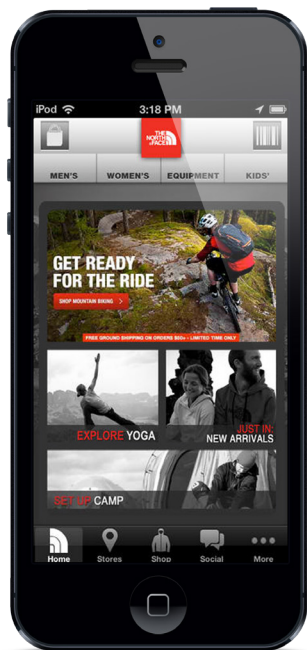 iPod 3:18 PM
THE
NORTH
FACE
MEN'S WOMEN'S EQUIPMENT KIDS'
GET READY
FOR THE RIDE
SHOP MOUNTAIN BIKING >
FREE GROUND SHIPPING ON ORDERS $50+ - LIMITED TIME ONLY
EXPLORE YOGA
JUST IN:
NEW ARRIVALS
SET UP CAMP
Home Stores Shop Social More